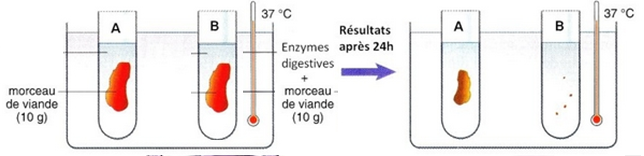 A
B
37 °C
morceau
de viande
(10 g)
Enzymes
digestives
+
morceau
de viande
(10 g)
Résultats
après 24h
A
B
37 °C